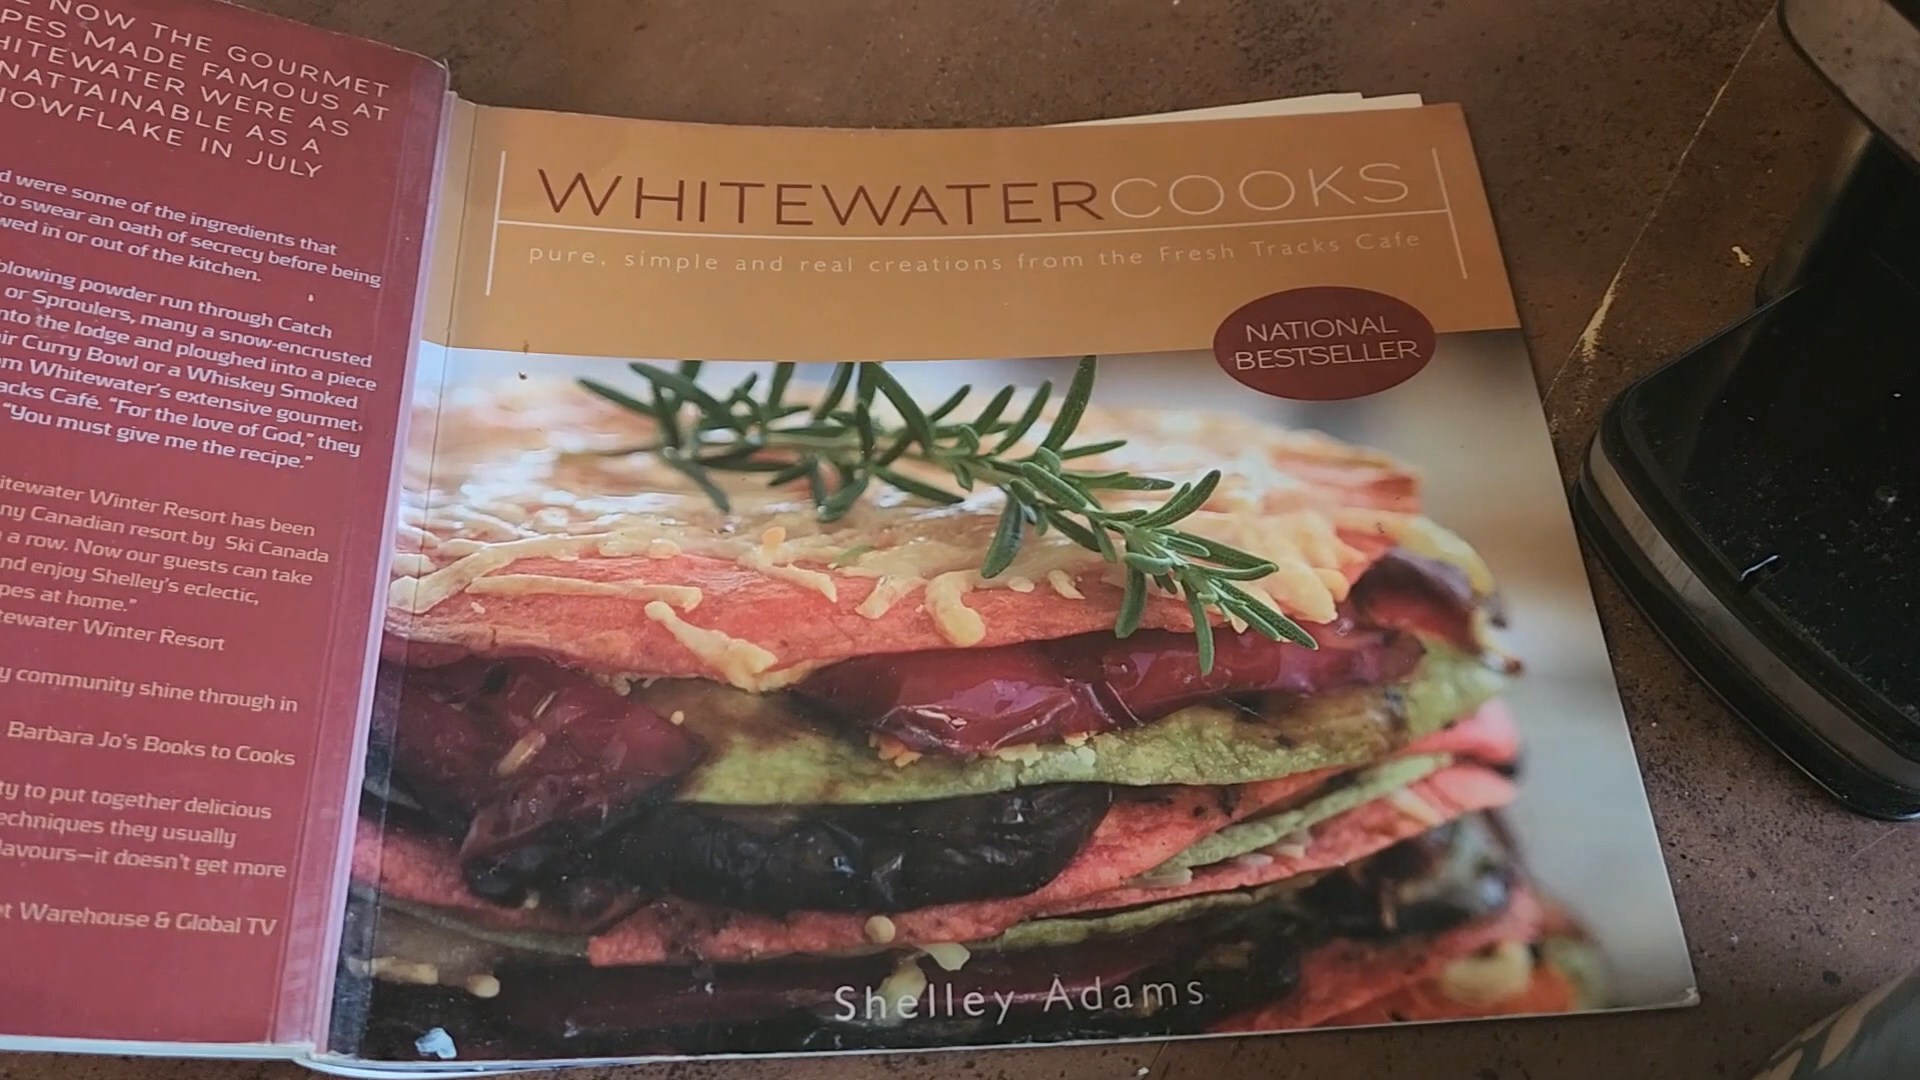 NOW THE GOURMET
PES MADE FAMOUS AT
HITEWATER WERE AS
NATTAINABLE AS A
NOWFLAKE IN JULY
d were some of the ingredients that
to swear an oath of secrecy before being
wed in or out of the kitchen.
blowing powder run through Catch
or Sproulers, many a snow-encrusted
nto the lodge and ploughed into a piece
ir Curry Bowl or a Whiskey Smoked
m Whitewater's extensive gourmet
acks Café. “For the love of God,” they
“You must give me the recipe.”
itewater Winter Resort has been
ny Canadian resort by Ski Canada
a row. Now our guests can take
nd enjoy Shelley's eclectic,
pes at home.”
tewater Winter Resort
y community shine through in
Barbara Jo's Books to Cooks
ty to put together delicious
echniques they usually
lavours—it doesn't get more
et Warehouse & Global TV
WHITEWATERCOOKS
pure, simple and real creations from the Fresh Tracks Cafe
NATIONAL
BESTSELLER
Shelley Adams